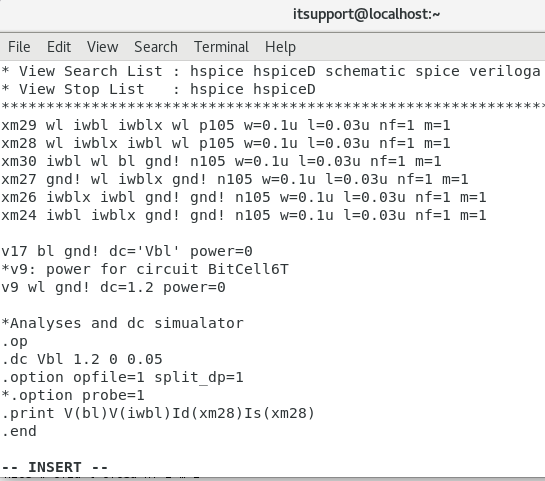 itsupport@localhost:~
File Edit View Search Terminal Help
* View Search List : hspice hspiceD schematic spice veriloga
* View Stop List   : hspice hspiceD
*************************************************************
xm29 wl iwbl iwblx wl p105 w=0.1u l=0.03u nf=1 m=1
xm28 wl iwblx iwbl wl p105 w=0.1u l=0.03u nf=1 m=1
xm30 iwbl wl bl gnd! n105 w=0.1u l=0.03u nf=1 m=1
xm27 gnd! wl iwblx gnd! n105 w=0.1u l=0.03u nf=1 m=1
xm26 iwblx iwbl gnd! gnd! n105 w=0.1u l=0.03u nf=1 m=1
xm24 iwbl iwblx gnd! gnd! n105 w=0.1u l=0.03u nf=1 m=1
v17 bl gnd! dc='Vbl' power=0
*v9: power for circuit BitCell6T
v9 wl gnd! dc=1.2 power=0
*Analyses and dc simualator
.op
.dc Vbl 1.2 0 0.05
.option opfile=1 split_dp=1
*.option probe=1
.print V(bl)V(iwbl)Id(xm28)Is(xm28)
.end
-- INSERT --